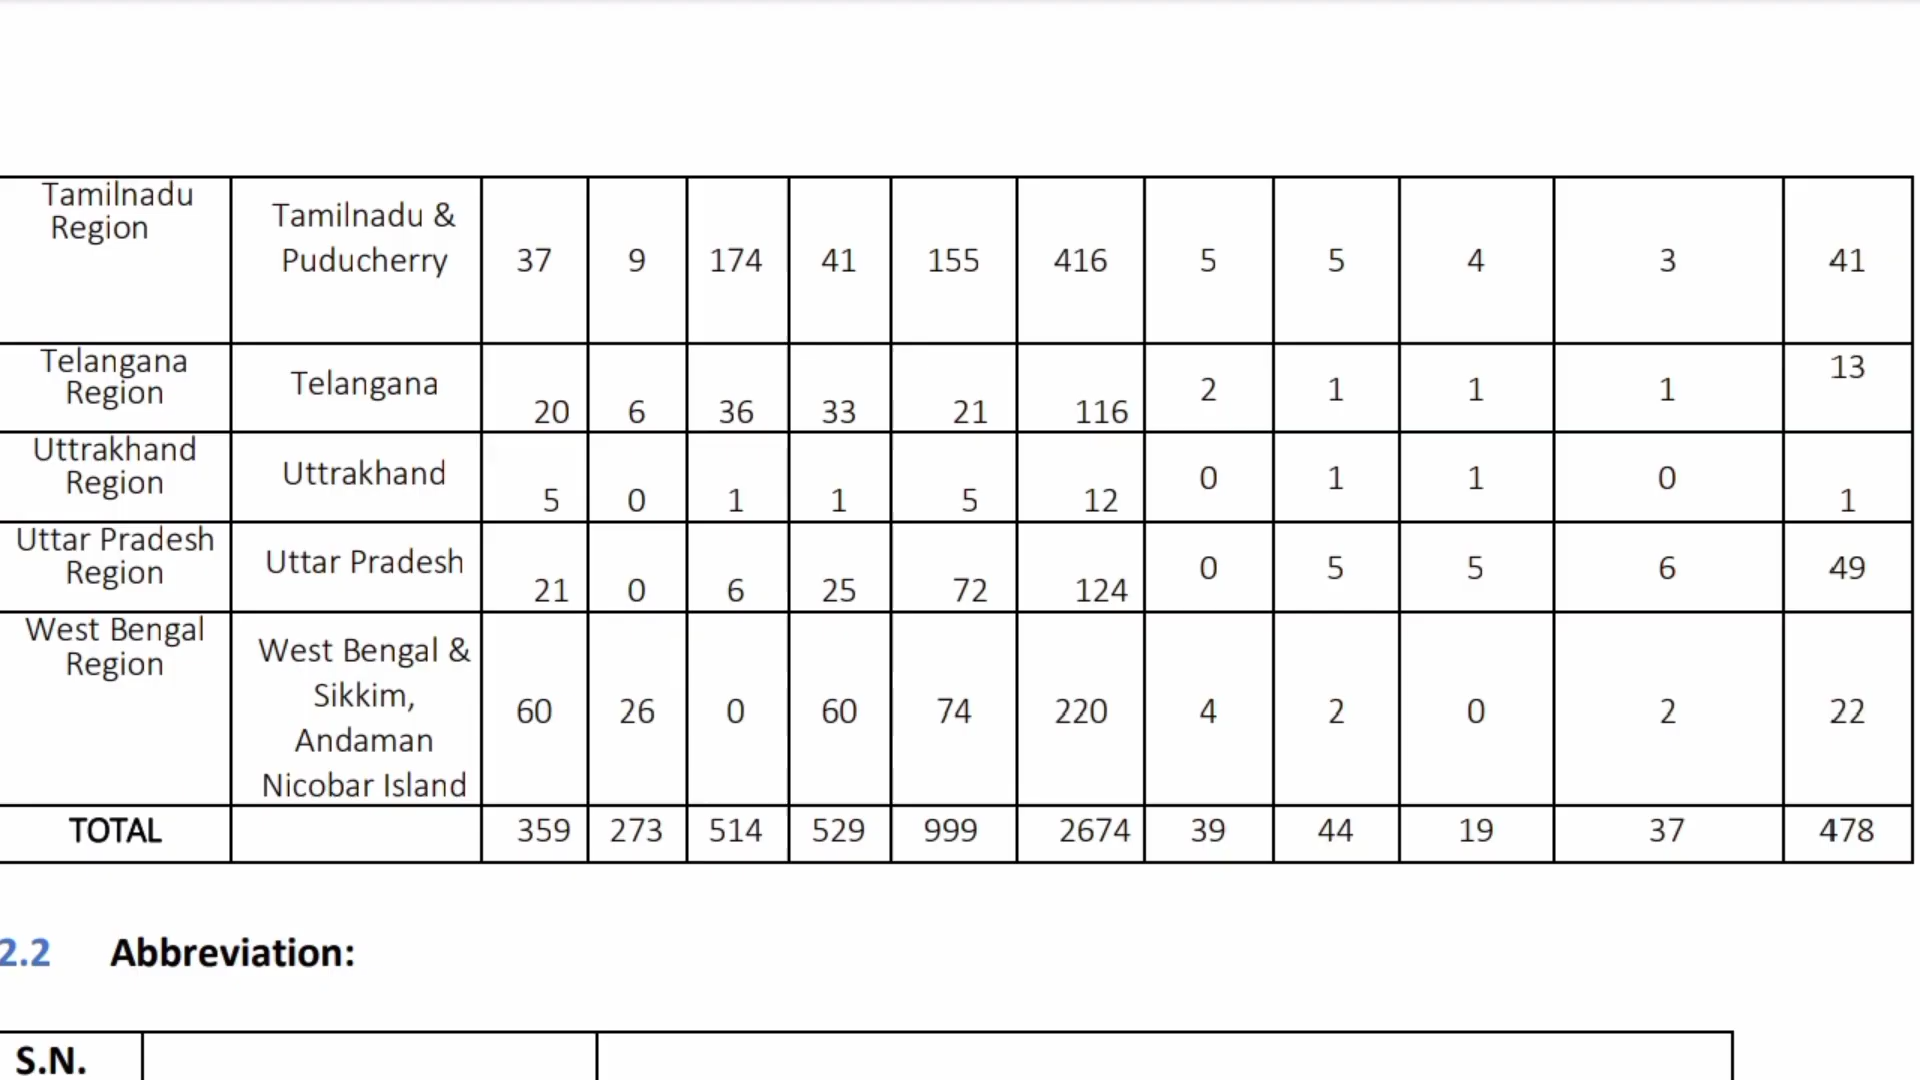 Tamilnadu
Region
Tamilnadu &
Puducherry
37 9 174 41 155 416 5 5 4 3 41
Telangana
Region
Telangana
20 6 36 33 21 116 2 1 1 1 13
Uttrakhand
Region
Uttrakhand
5 0 1 1 5 12 0 1 1 0 1
Uttar Pradesh
Region
Uttar Pradesh
21 0 6 25 72 124 0 5 5 6 49
West Bengal
Region
West Bengal &
Sikkim,
Andaman
Nicobar Island
60 26 0 60 74 220 4 2 0 2 22
TOTAL 359 273 514 529 999 2674 39 44 19 37 478
2.2 Abbreviation:
S.N.